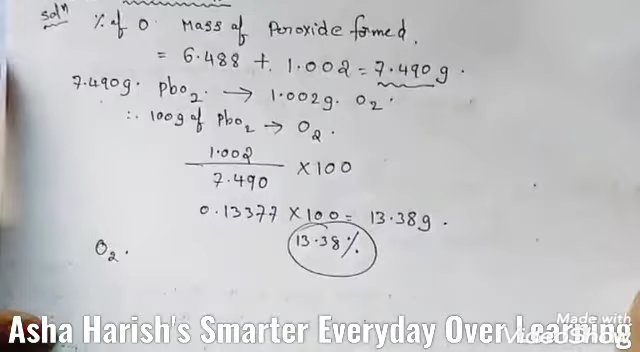 Solⁿ % of O Mass of Peroxide formed.
= 6.488 + 1.002 = 7.490 g.
7.490g. PbO₂ → 1.002g. O₂.
∴ 100g of PbO₂ → O₂.
1.002
7.490
× 100
0.13377 × 100 = 13.38g.
O₂.
13.38%
Made with
VideoShow
Asha Harish's Smarter Everyday Over Learning